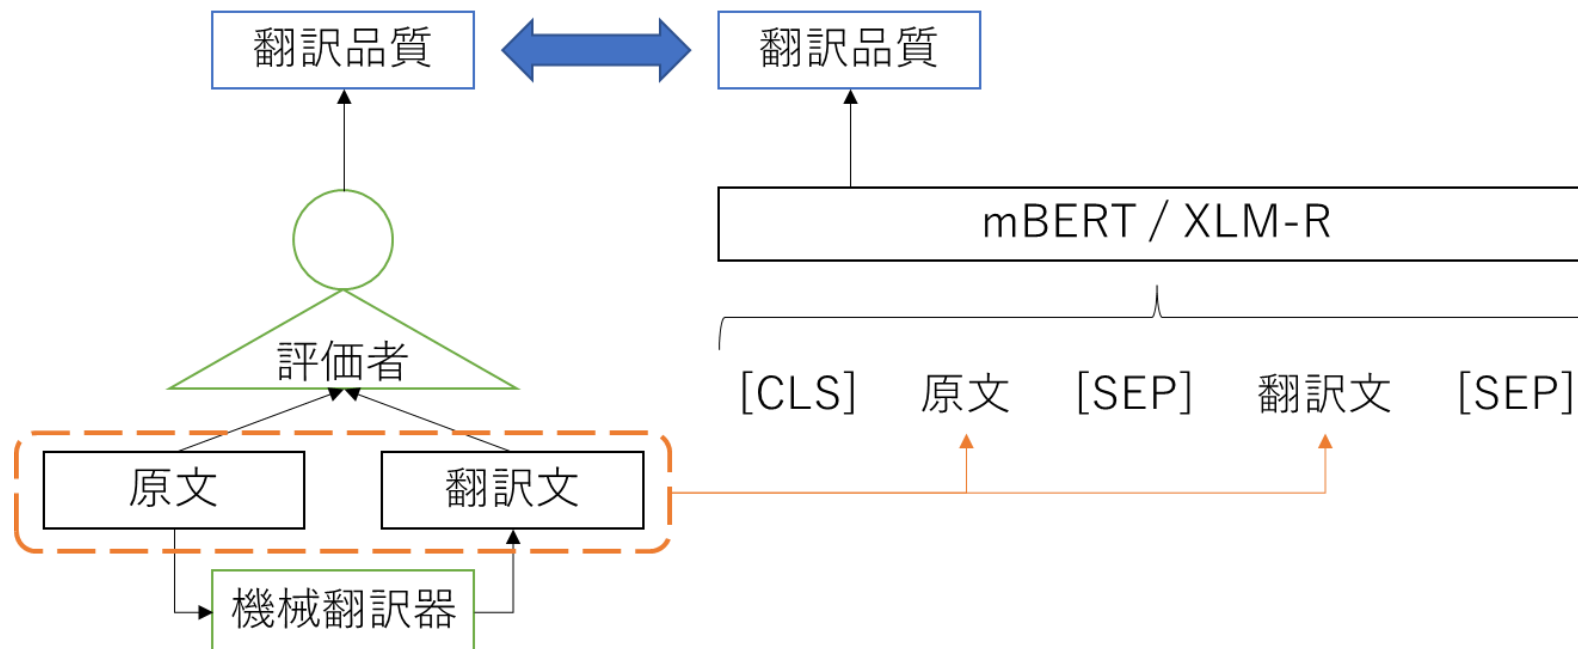 翻訳品質
翻訳品質
mBERT / XLM-R
評価者
[CLS] 原文 [SEP] 翻訳文 [SEP]
原文
翻訳文
機械翻訳器